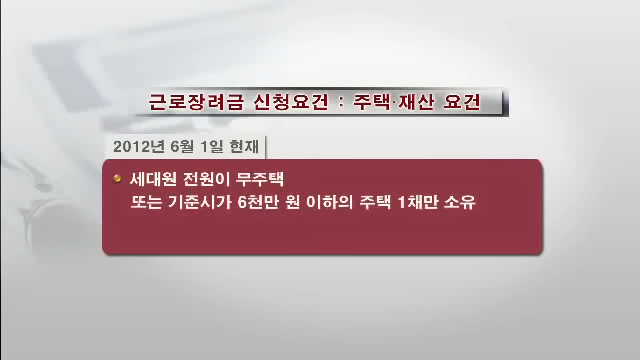 근로장려금 신청요건 : 주택·재산 요건
2012년 6월 1일 현재
세대원 전원이 무주택
또는 기준시가 6천만 원 이하의 주택 1채만 소유